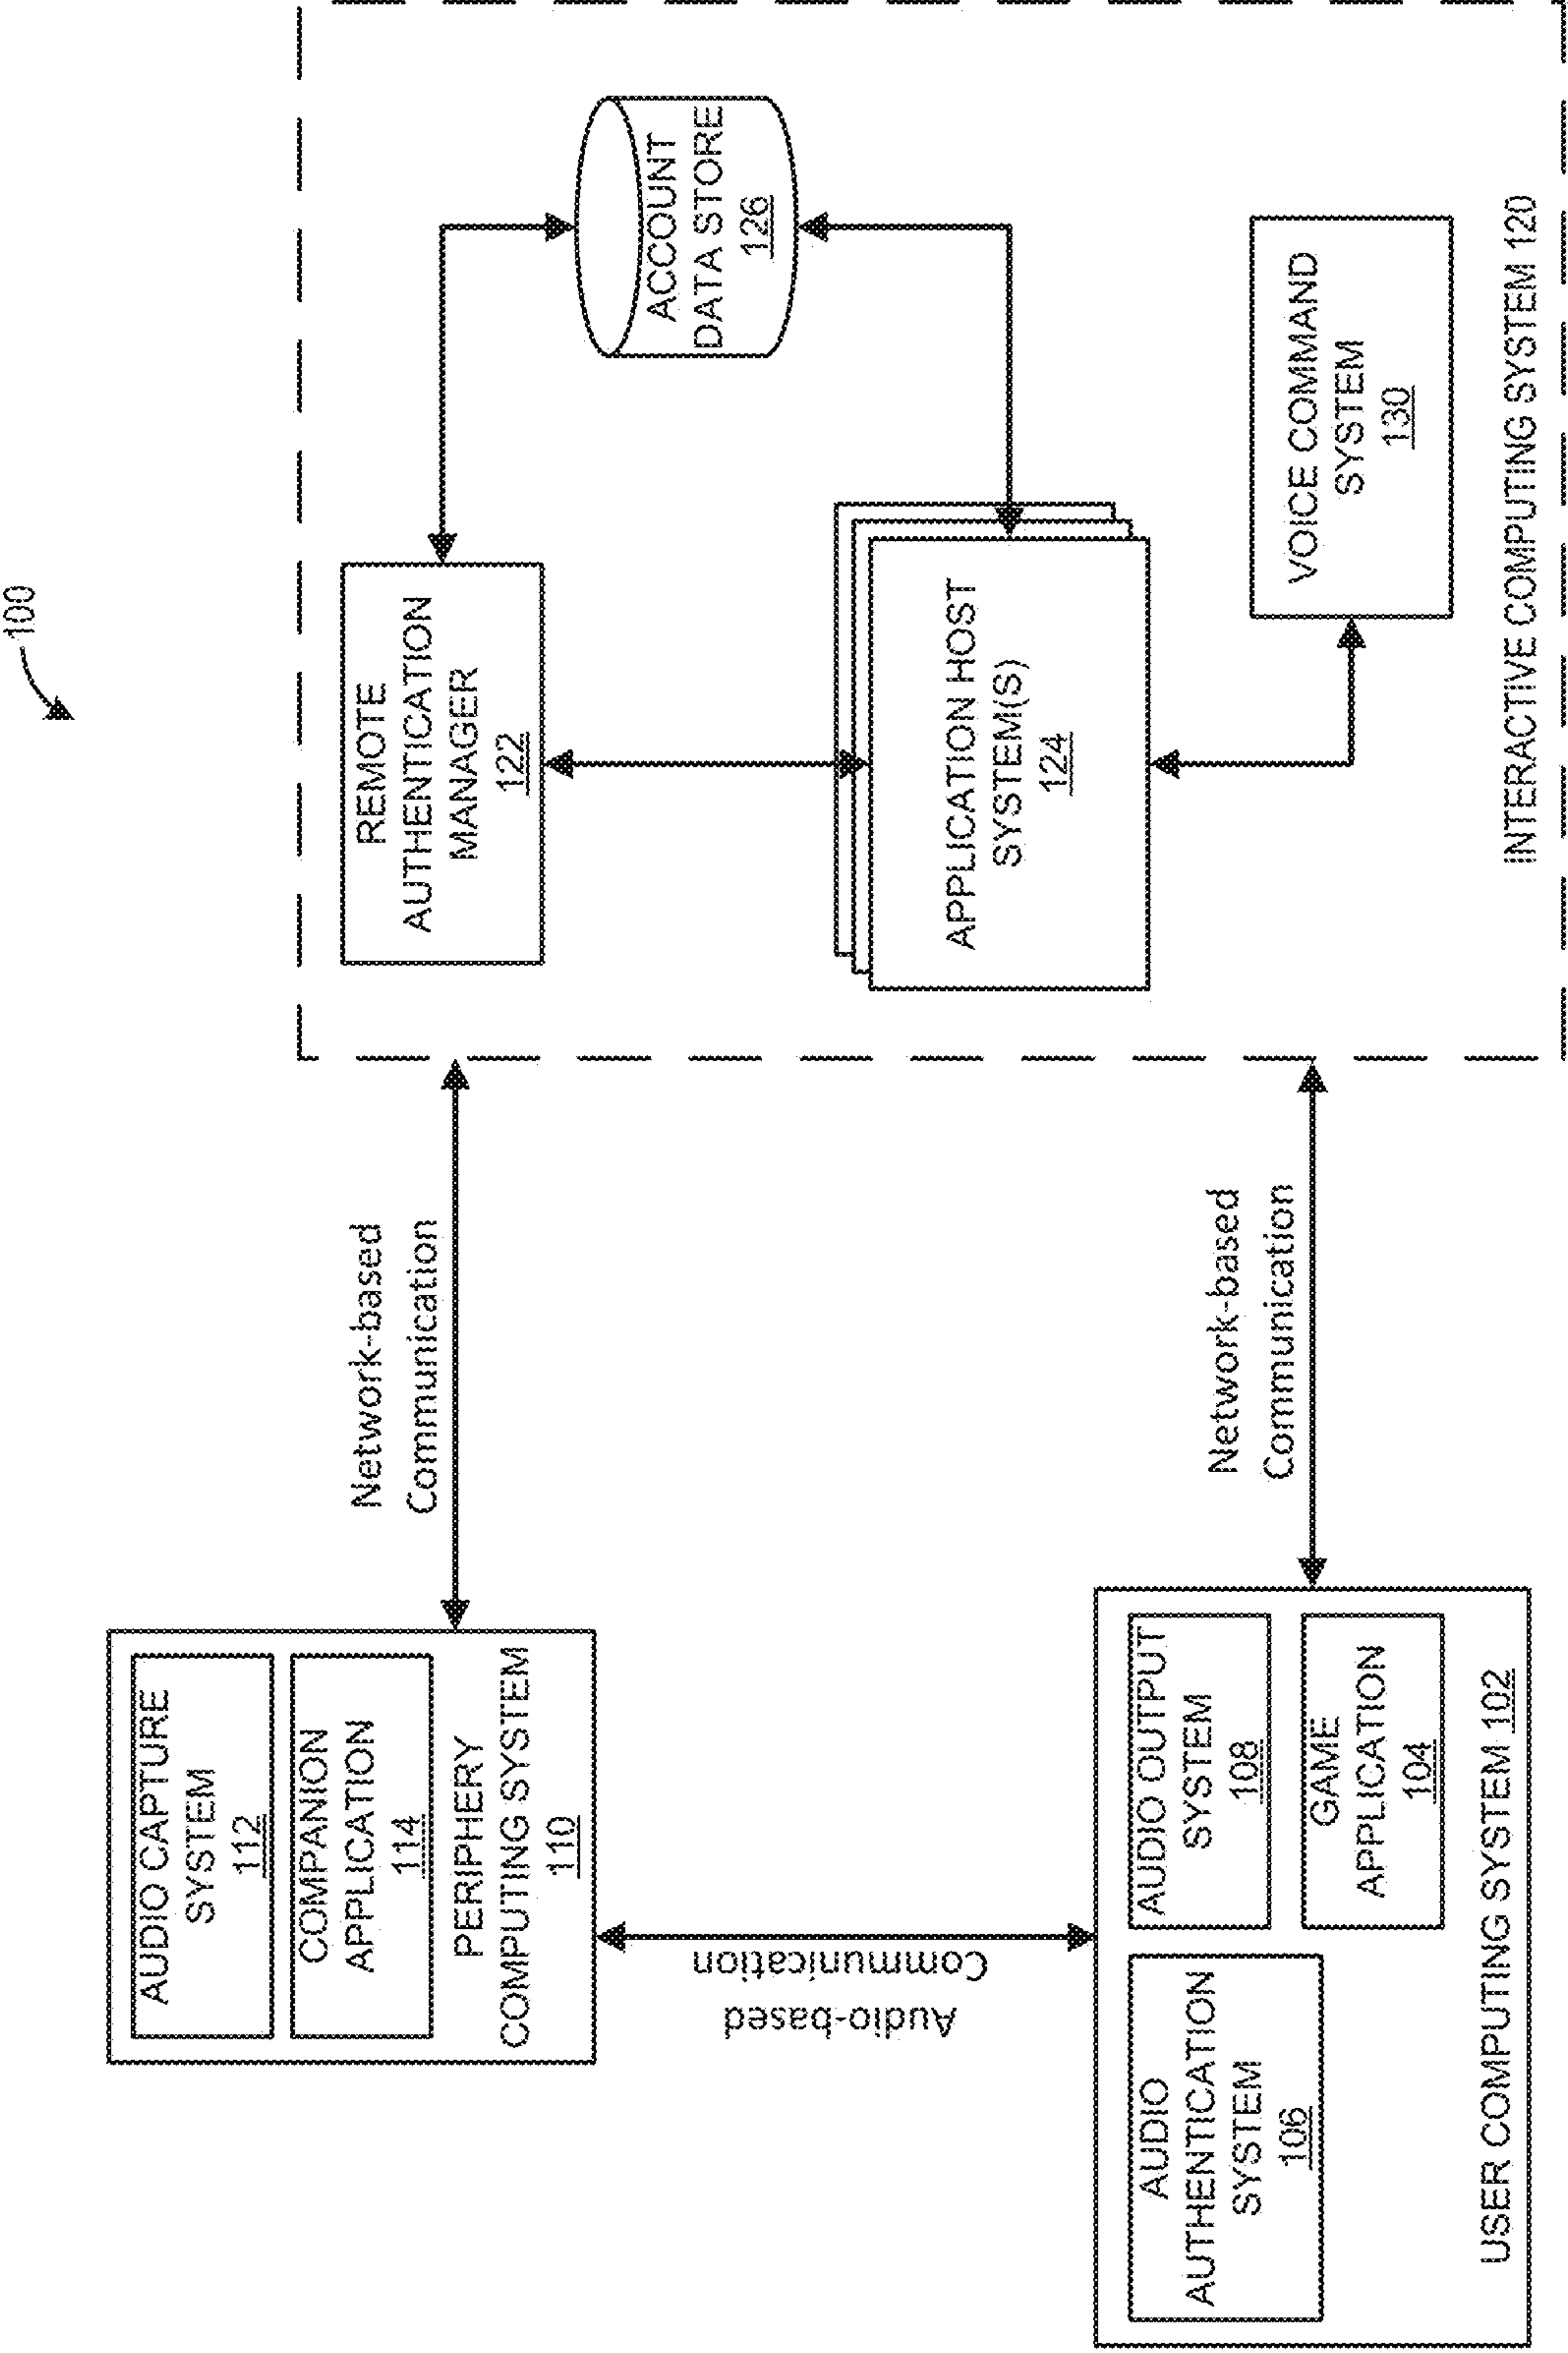 100
AUDIO CAPTURE
SYSTEM
112
COMPANION
APPLICATION
114
PERIPHERY
COMPUTING SYSTEM
110
Network-based
Communication
REMOTE
AUTHENTICATION
MANAGER
122
ACCOUNT
DATA STORE
126
Audio-based
Communication
APPLICATION HOST
SYSTEM(S)
124
AUDIO
AUTHENTICATION
SYSTEM
106
AUDIO OUTPUT
SYSTEM
108
GAME
APPLICATION
104
USER COMPUTING SYSTEM 102
Network-based
Communication
VOICE COMMAND
SYSTEM
130
INTERACTIVE COMPUTING SYSTEM 120